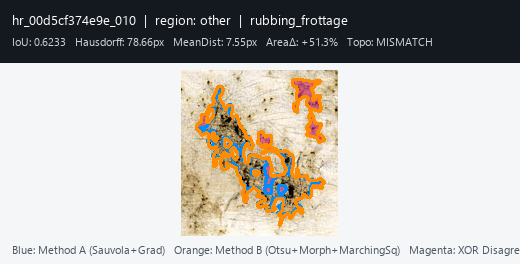 hr_00d5cf374e9e_010 | region: other | rubbing_frottage
IoU: 0.6233 Hausdorff: 78.66px MeanDist: 7.55px AreaΔ: +51.3% Topo: MISMATCH
Blue: Method A (Sauvola+Grad) Orange: Method B (Otsu+Morph+MarchingSq) Magenta: XOR Disagre